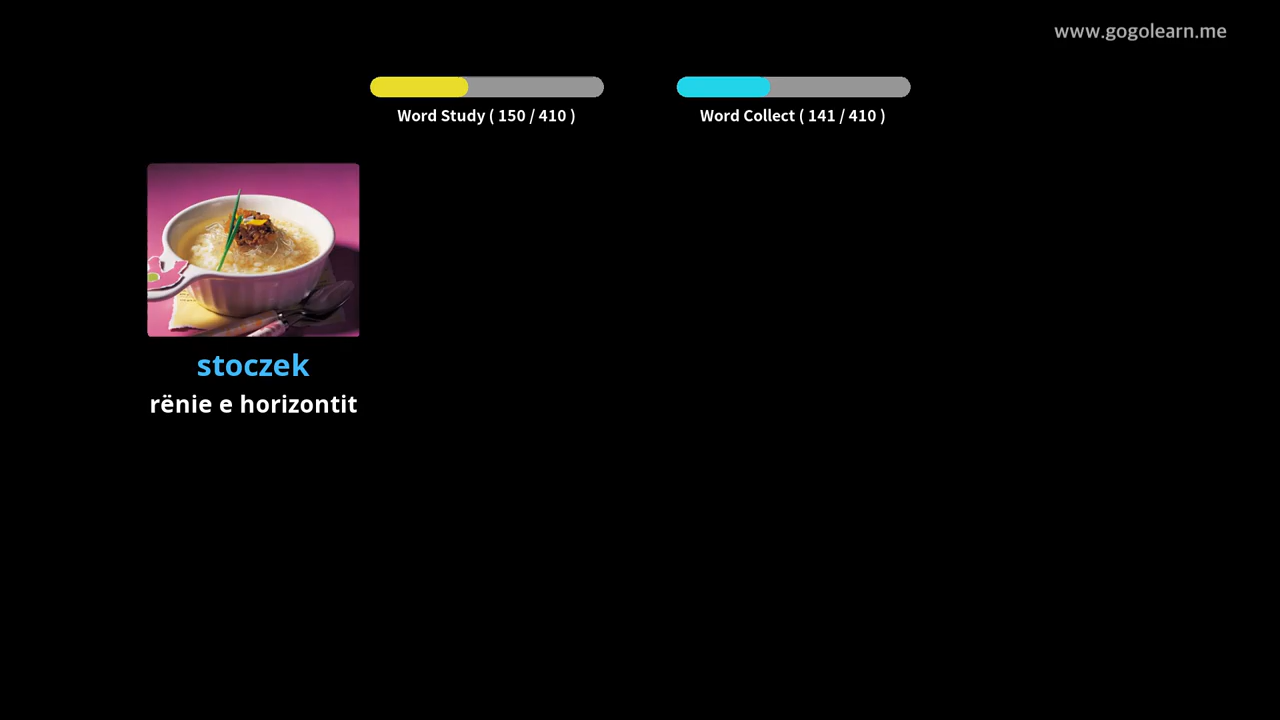 www.gogolearn.me
Word Study ( 150 / 410 )
Word Collect ( 141 / 410 )
stoczek
rënie e horizontit